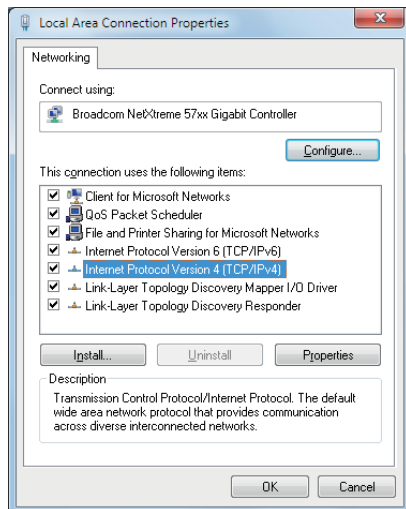 Local Area Connection Properties
Networking
Connect using:
Broadcom NetXtreme 57xx Gigabit Controller
Configure...
This connection uses the following items:
Client for Microsoft Networks
QoS Packet Scheduler
File and Printer Sharing for Microsoft Networks
Internet Protocol Version 6 (TCP/IPv6)
Internet Protocol Version 4 (TCP/IPv4)
Link-Layer Topology Discovery Mapper I/O Driver
Link-Layer Topology Discovery Responder
Install... Uninstall Properties
Description
Transmission Control Protocol/Internet Protocol. The default
wide area network protocol that provides communication
across diverse interconnected networks.
OK Cancel